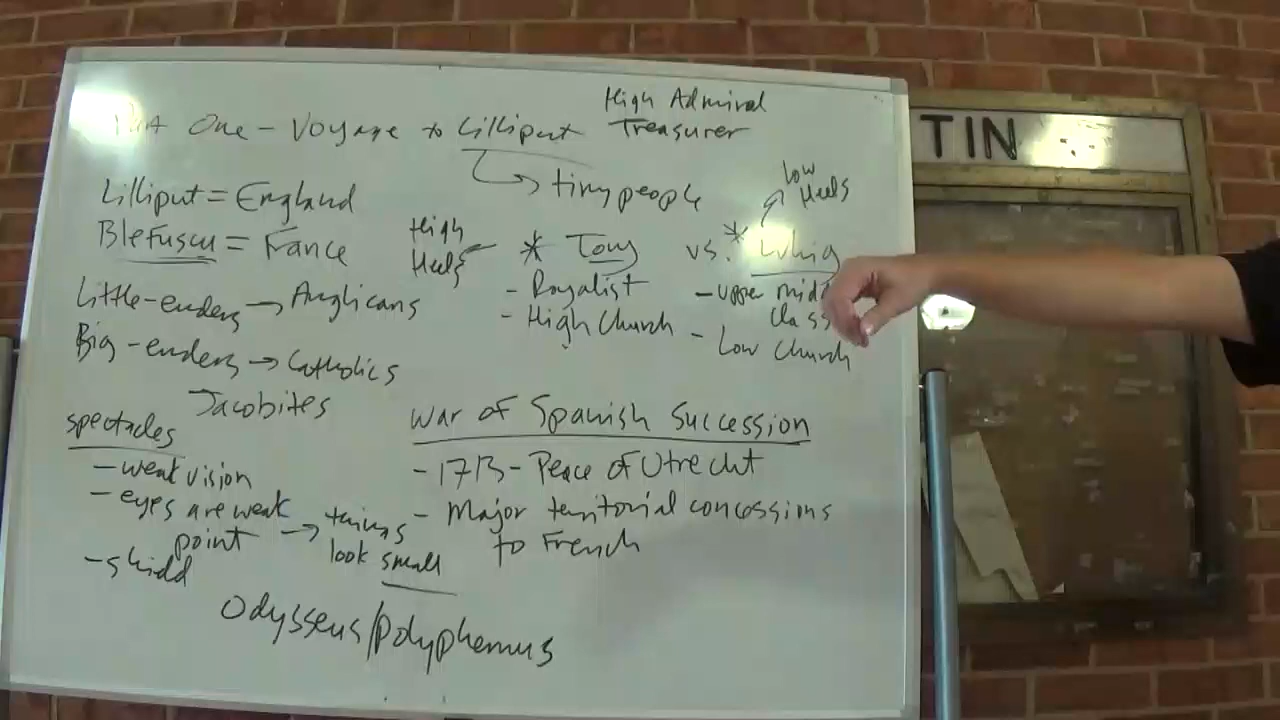 High Admiral
Treasurer
Part One - Voyage to Lilliput
→ tiny people
Lilliput = England
Blefuscu = France
Little-enders → Anglicans
Big-enders → Catholics
Jacobites
High
Heels
* Tory vs. * Whig
Low
Heels
- Royalist
- High Church
- Upper midd
class
- Low Church
spectacles
- weak vision
- eyes are weak
point
→ things
look small
- shield
War of Spanish Succession
- 1713 - Peace of Utrecht
- Major territorial concessions
to French
Odysseus/Polyphemus
TIN